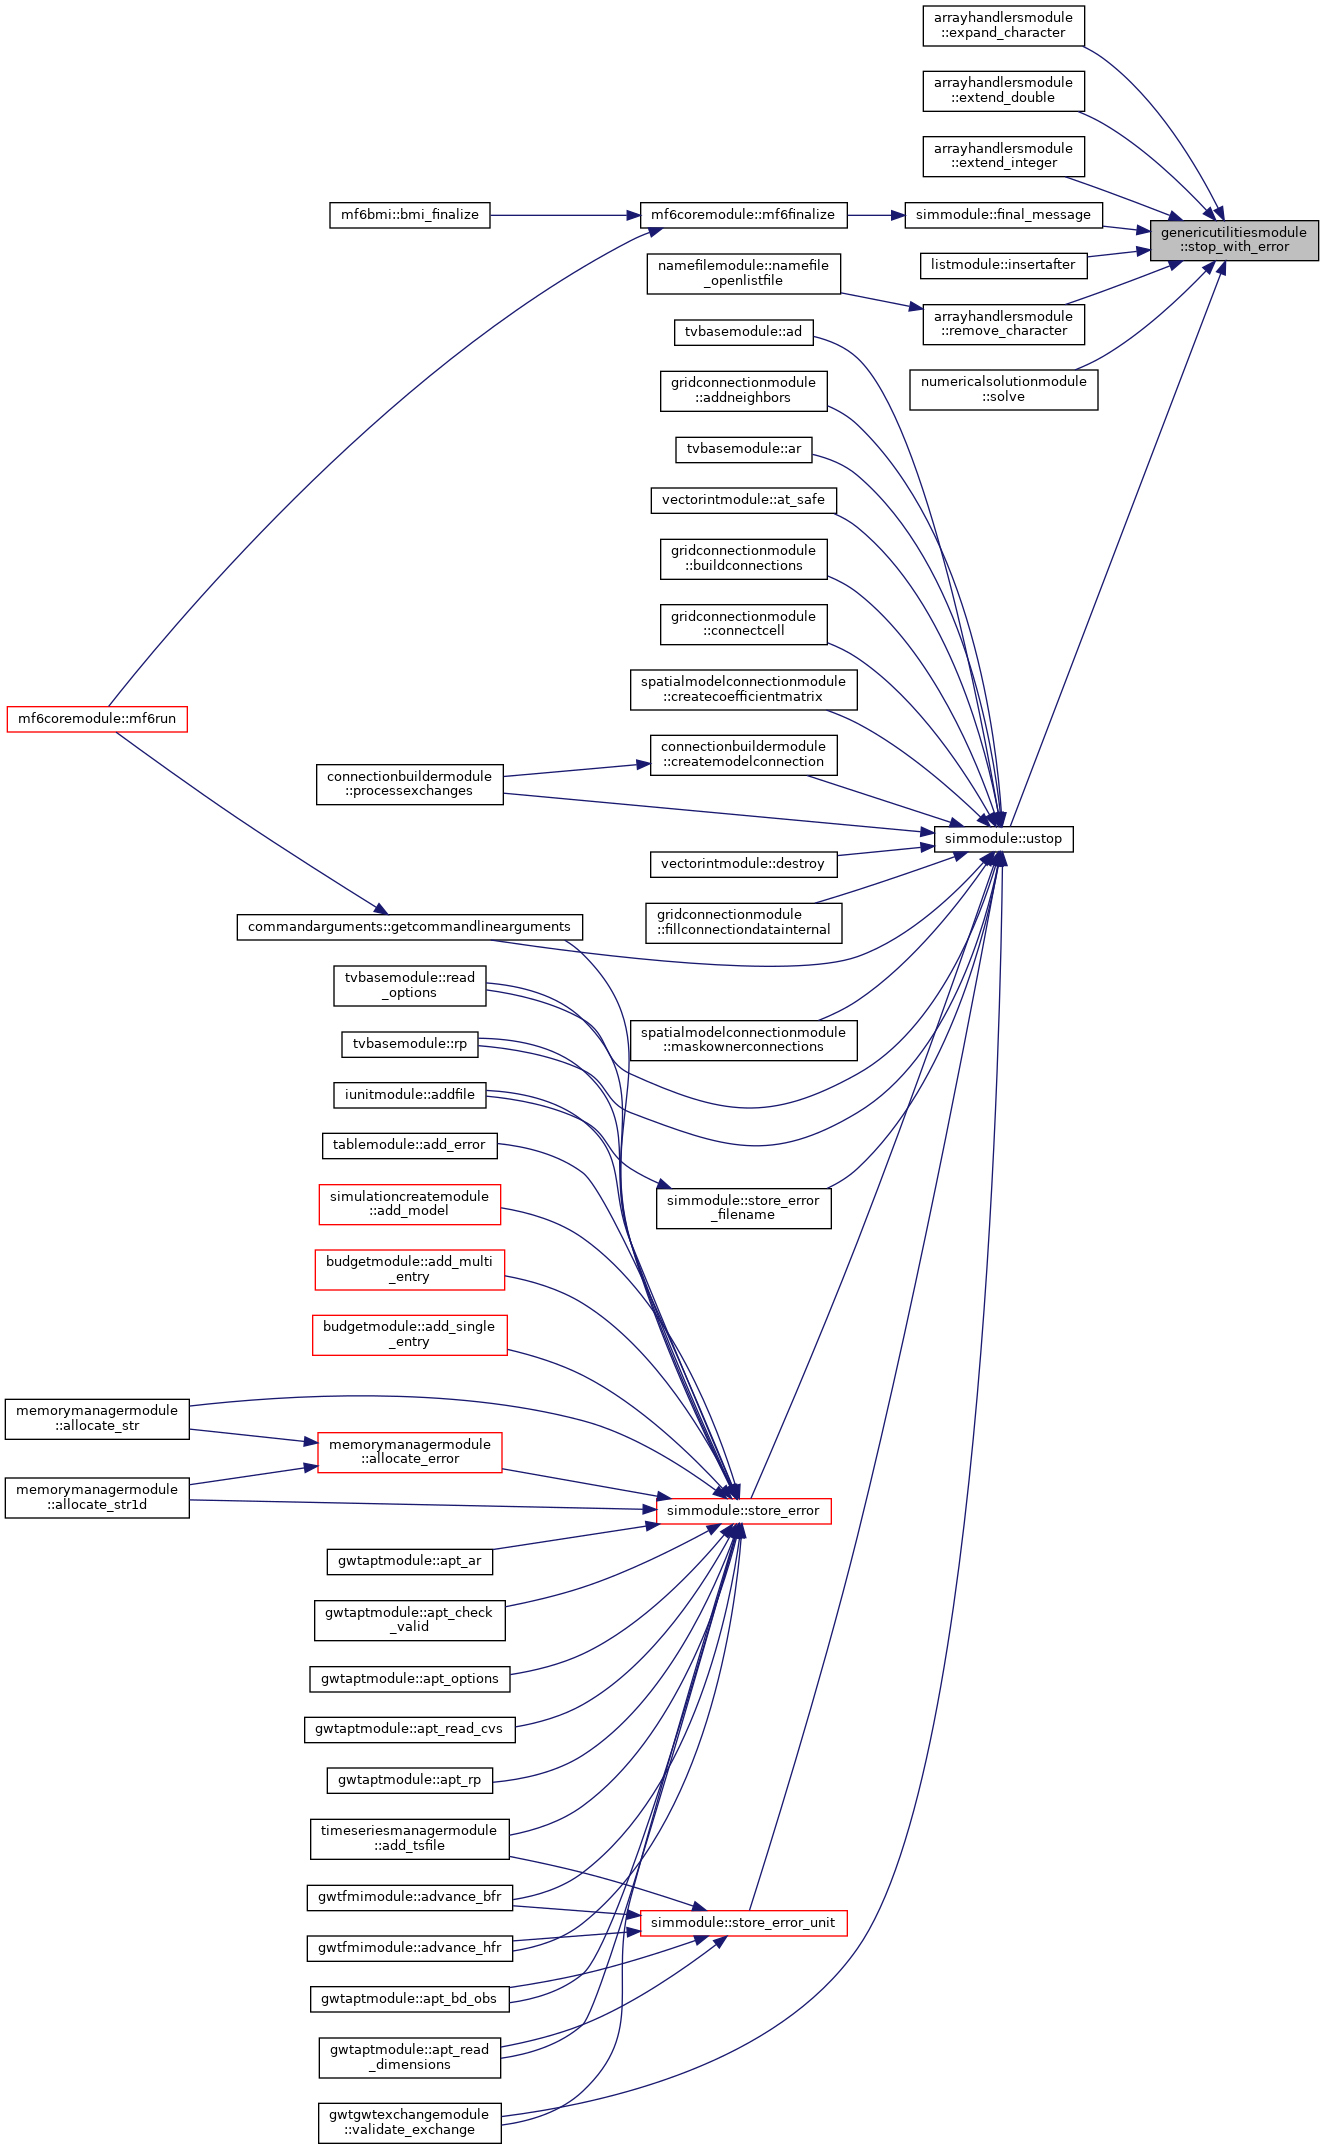 arrayhandlersmodule
::expand_character
arrayhandlersmodule
::extend_double
arrayhandlersmodule
::extend_integer
mf6bmi::bmi_finalize
mf6coremodule::mf6finalize
simmodule::final_message
genericutilitiesmodule
::stop_with_error
listmodule::insertafter
namefilemodule::namefile
_openlistfile
arrayhandlersmodule
::remove_character
tvbasemodule::ad
gridconnectionmodule
::addneighbors
numericalsolutionmodule
::solve
tvbasemodule::ar
vectorintmodule::at_safe
gridconnectionmodule
::buildconnections
gridconnectionmodule
::connectcell
spatialmodelconnectionmodule
::createcoefficientmatrix
mf6coremodule::mf6run
connectionbuildermodule
::createmodelconnection
connectionbuildermodule
::processexchanges
simmodule::ustop
vectorintmodule::destroy
gridconnectionmodule
::fillconnectiondatainternal
commandarguments::getcommandlinearguments
tvbasemodule::read
_options
spatialmodelconnectionmodule
::maskownerconnections
tvbasemodule::rp
iunitmodule::addfile
tablemodule::add_error
simmodule::store_error
_filename
simulationcreatemodule
::add_model
budgetmodule::add_multi
_entry
budgetmodule::add_single
_entry
memorymanagermodule
::allocate_str
memorymanagermodule
::allocate_error
memorymanagermodule
::allocate_str1d
simmodule::store_error
gwtaptmodule::apt_ar
gwtaptmodule::apt_check
_valid
gwtaptmodule::apt_options
gwtaptmodule::apt_read_cvs
gwtaptmodule::apt_rp
timeseriesmanagermodule
::add_tsfile
gwtfmimodule::advance_bfr
simmodule::store_error_unit
gwtfmimodule::advance_hfr
gwtaptmodule::apt_bd_obs
gwtaptmodule::apt_read
_dimensions
gwtgwtexchangemodule
::validate_exchange